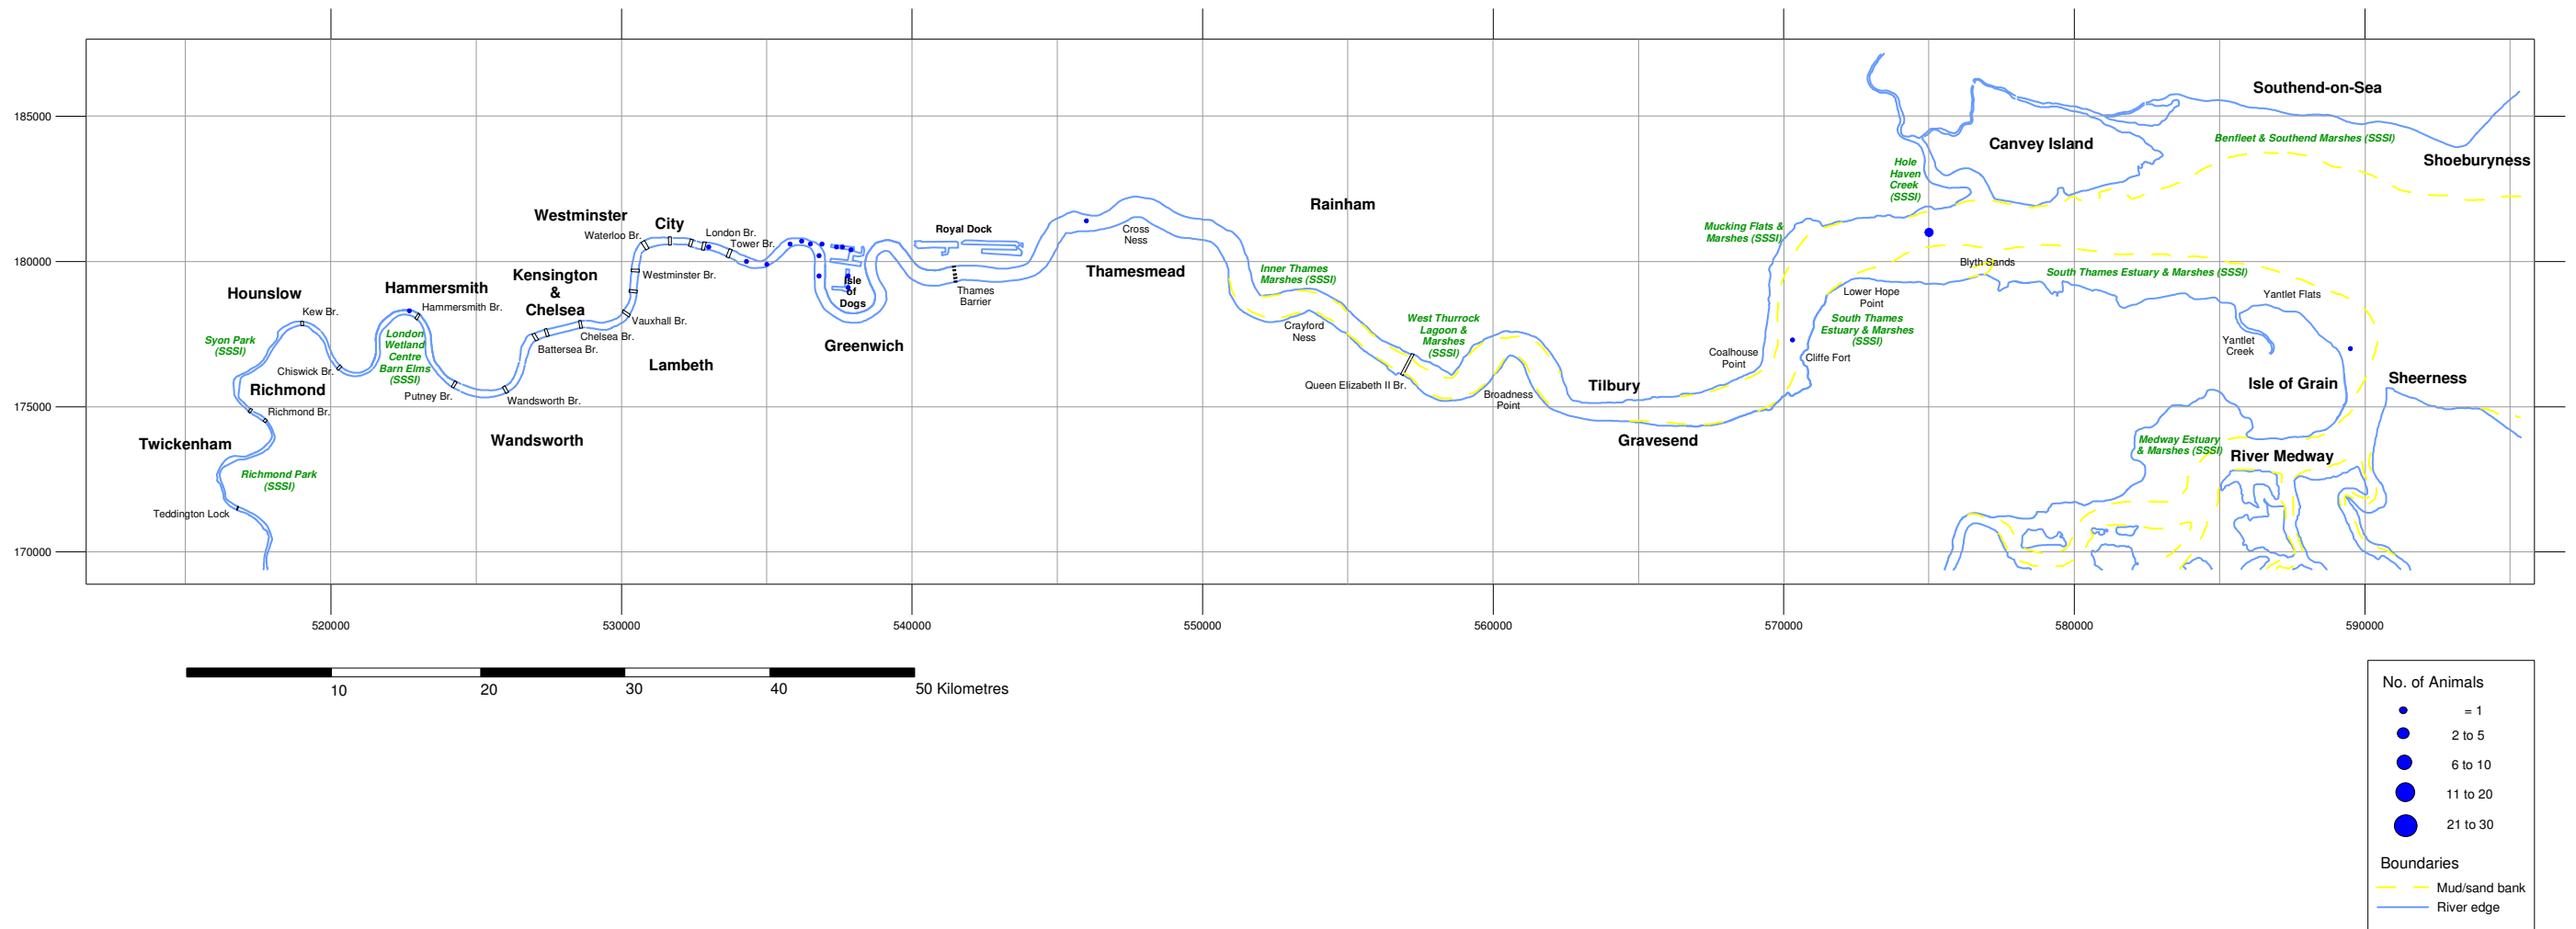 Southend-on-Sea
185000
Benfleet & Southend Marshes (SSSI)
Canvey Island
Shoeburyness
Hole
Haven
Creek
(SSSI)
Rainham
Westminster
City
Waterloo Br.
London Br.
Tower Br.
Royal Dock
Cross
Ness
Mucking Flats &
Marshes (SSSI)
180000
Kensington
&
Chelsea
Westminster Br.
Thamesmead
Inner Thames
Marshes (SSSI)
Blyth Sands
South Thames Estuary & Marshes (SSSI)
Hounslow
Hammersmith
Hammersmith Br.
Kew Br.
Isle
of
Dogs
Thames
Barrier
Lower Hope
Point
Yantlet Flats
Syon Park
(SSSI)
London
Wetland
Centre
Barn Elms
(SSSI)
Vauxhall Br.
Chelsea Br.
Battersea Br.
Greenwich
Crayford
Ness
West Thurrock
Lagoon &
Marshes
(SSSI)
South Thames
Estuary & Marshes
(SSSI)
Yantlet
Creek
Chiswick Br.
Lambeth
Coalhouse
Point
Cliffe Fort
Richmond
Putney Br.
Wandsworth Br.
Queen Elizabeth II Br.
Broadness
Point
Tilbury
Isle of Grain
Sheerness
175000
Richmond Br.
Twickenham
Wandsworth
Gravesend
Medway Estuary
& Marshes (SSSI)
River Medway
Richmond Park
(SSSI)
Teddington Lock
170000
520000
530000
540000
550000
560000
570000
580000
590000
10
20
30
40
50 Kilometres
No. of Animals
= 1
2 to 5
6 to 10
11 to 20
21 to 30
Boundaries
Mud/sand bank
River edge